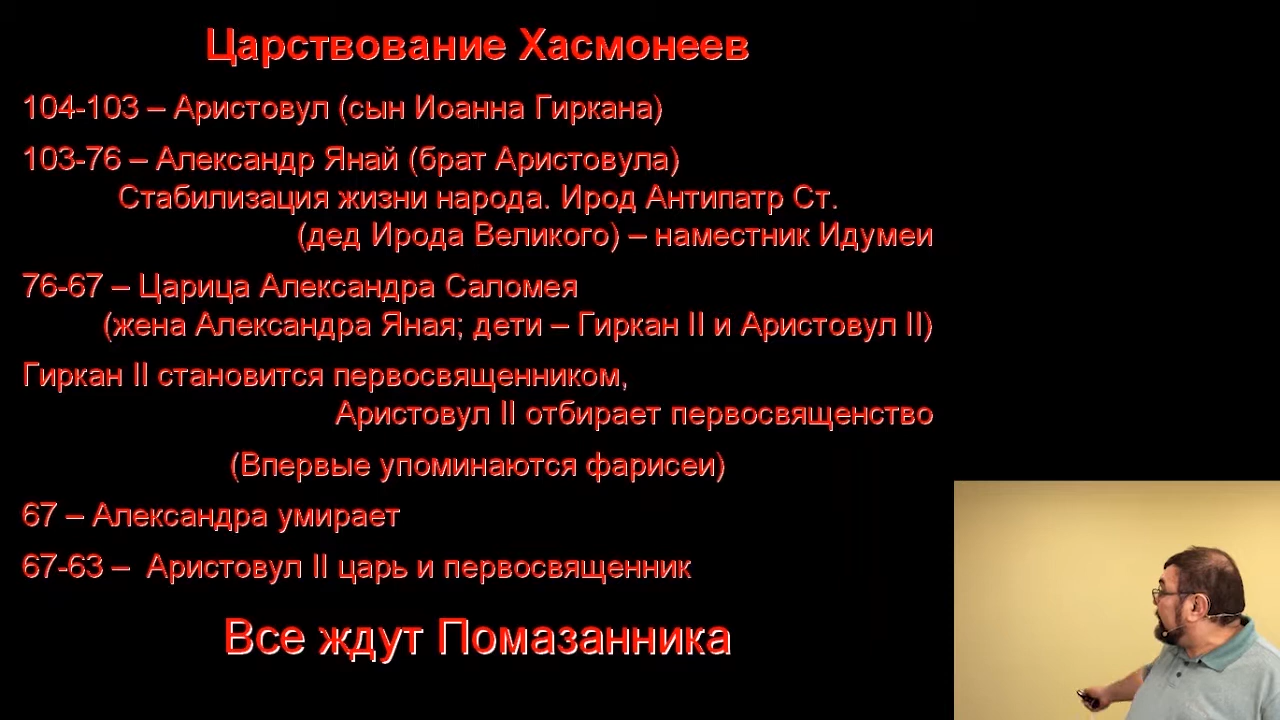 Царствование Хасмонеев
104-103 – Аристовул (сын Иоанна Гиркана)
103-76 – Александр Янай (брат Аристовула)
Стабилизация жизни народа. Ирод Антипатр Ст.
(дед Ирода Великого) – наместник Идумеи
76-67 – Царица Александра Саломея
(жена Александра Яная; дети – Гиркан II и Аристовул II)
Гиркан II становится первосвященником,
Аристовул II отбирает первосвященство
(Впервые упоминаются фарисеи)
67 – Александра умирает
67-63 – Аристовул II царь и первосвященник
Все ждут Помазанника